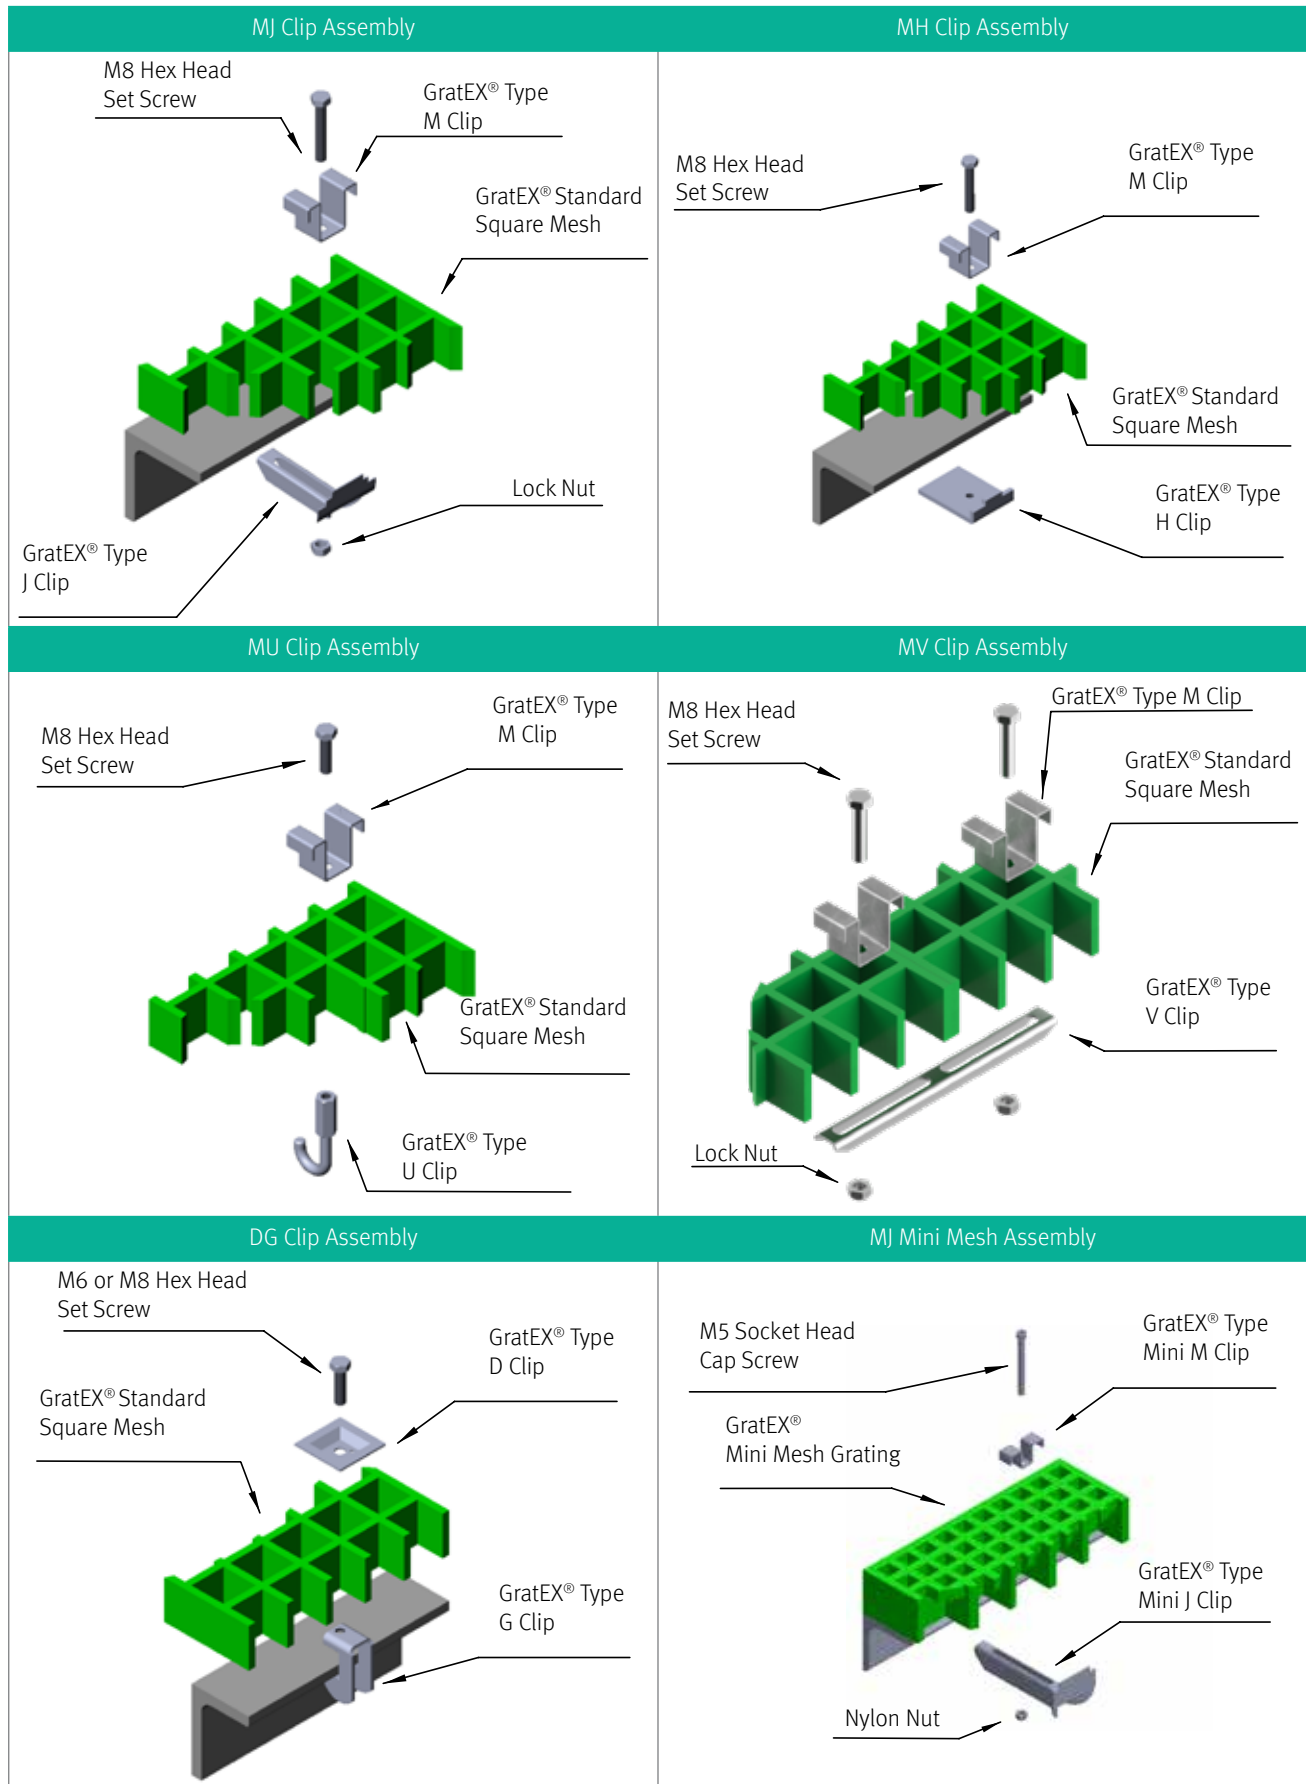 MJ Clip Assembly
M8 Hex Head
Set Screw
GratEX® Type
M Clip
GratEX® Standard
Square Mesh
Lock Nut
GratEX® Type
J Clip
MH Clip Assembly
M8 Hex Head
Set Screw
GratEX® Type
M Clip
GratEX® Standard
Square Mesh
GratEX® Type
H Clip
MU Clip Assembly
M8 Hex Head
Set Screw
GratEX® Type
M Clip
GratEX® Standard
Square Mesh
GratEX® Type
U Clip
MV Clip Assembly
M8 Hex Head
Set Screw
GratEX® Type M Clip
GratEX® Standard
Square Mesh
GratEX® Type
V Clip
Lock Nut
DG Clip Assembly
M6 or M8 Hex Head
Set Screw
GratEX® Type
D Clip
GratEX® Standard
Square Mesh
GratEX® Type
G Clip
MJ Mini Mesh Assembly
M5 Socket Head
Cap Screw
GratEX® Type
Mini M Clip
GratEX®
Mini Mesh Grating
GratEX® Type
Mini J Clip
Nylon Nut